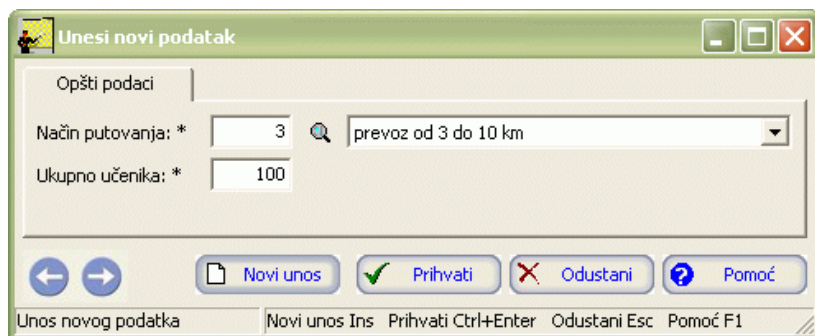 Unesi novi podatak
Opšti podaci
Način putovanja: * 3 prevoz od 3 do 10 km
Ukupno učenika: * 100
Novi unos Prihvati Odustani Pomoć
Unos novog podatka Novi unos Ins Prihvati Ctrl+Enter Odustani Esc Pomoć F1